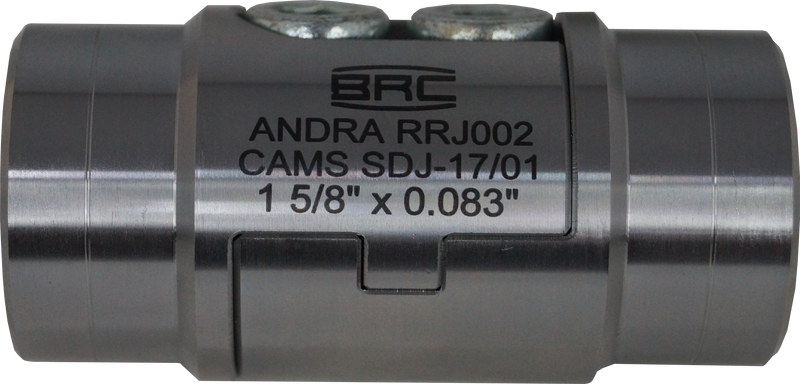 BRC
ANDRA RRJ002
CAMS SDJ-17/01
1 5/8" x 0.083"